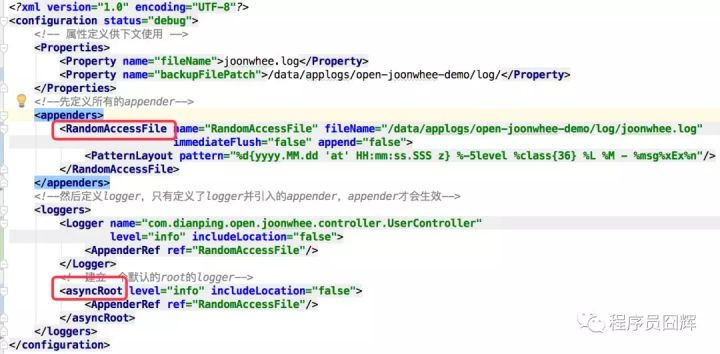 <?xml version="1.0" encoding="UTF-8"?>
<configuration status="debug">
<!-- 属性定义供下文使用 -->
<Properties>
<Property name="fileName">joonwhee.log</Property>
<Property name="backupFilePatch">/data/applogs/open-joonwhee-demo/log/</Property>
</Properties>
<!--先定义所有的appender-->
<appenders>
<RandomAccessFile name="RandomAccessFile" fileName="/data/applogs/open-joonwhee-demo/log/joonwhee.log"
immediateFlush="false" append="false">
<PatternLayout pattern="%d{yyyy.MM.dd 'at' HH:mm:ss.SSS z} %-5level %class{36} %L %M - %msg%xEx%n"/>
</RandomAccessFile>
</appenders>
<!--然后定义logger，只有定义了logger并引入的appender，appender才会生效-->
<loggers>
<Logger name="com.dianping.open.joonwhee.controller.UserController"
level="info" includeLocation="false">
<AppenderRef ref="RandomAccessFile"/>
</Logger>
<!--建立一个默认的root的logger-->
<asyncRoot level="info" includeLocation="false">
<AppenderRef ref="RandomAccessFile"/>
</asyncRoot>
</loggers>
</configuration>
程序员囧辉